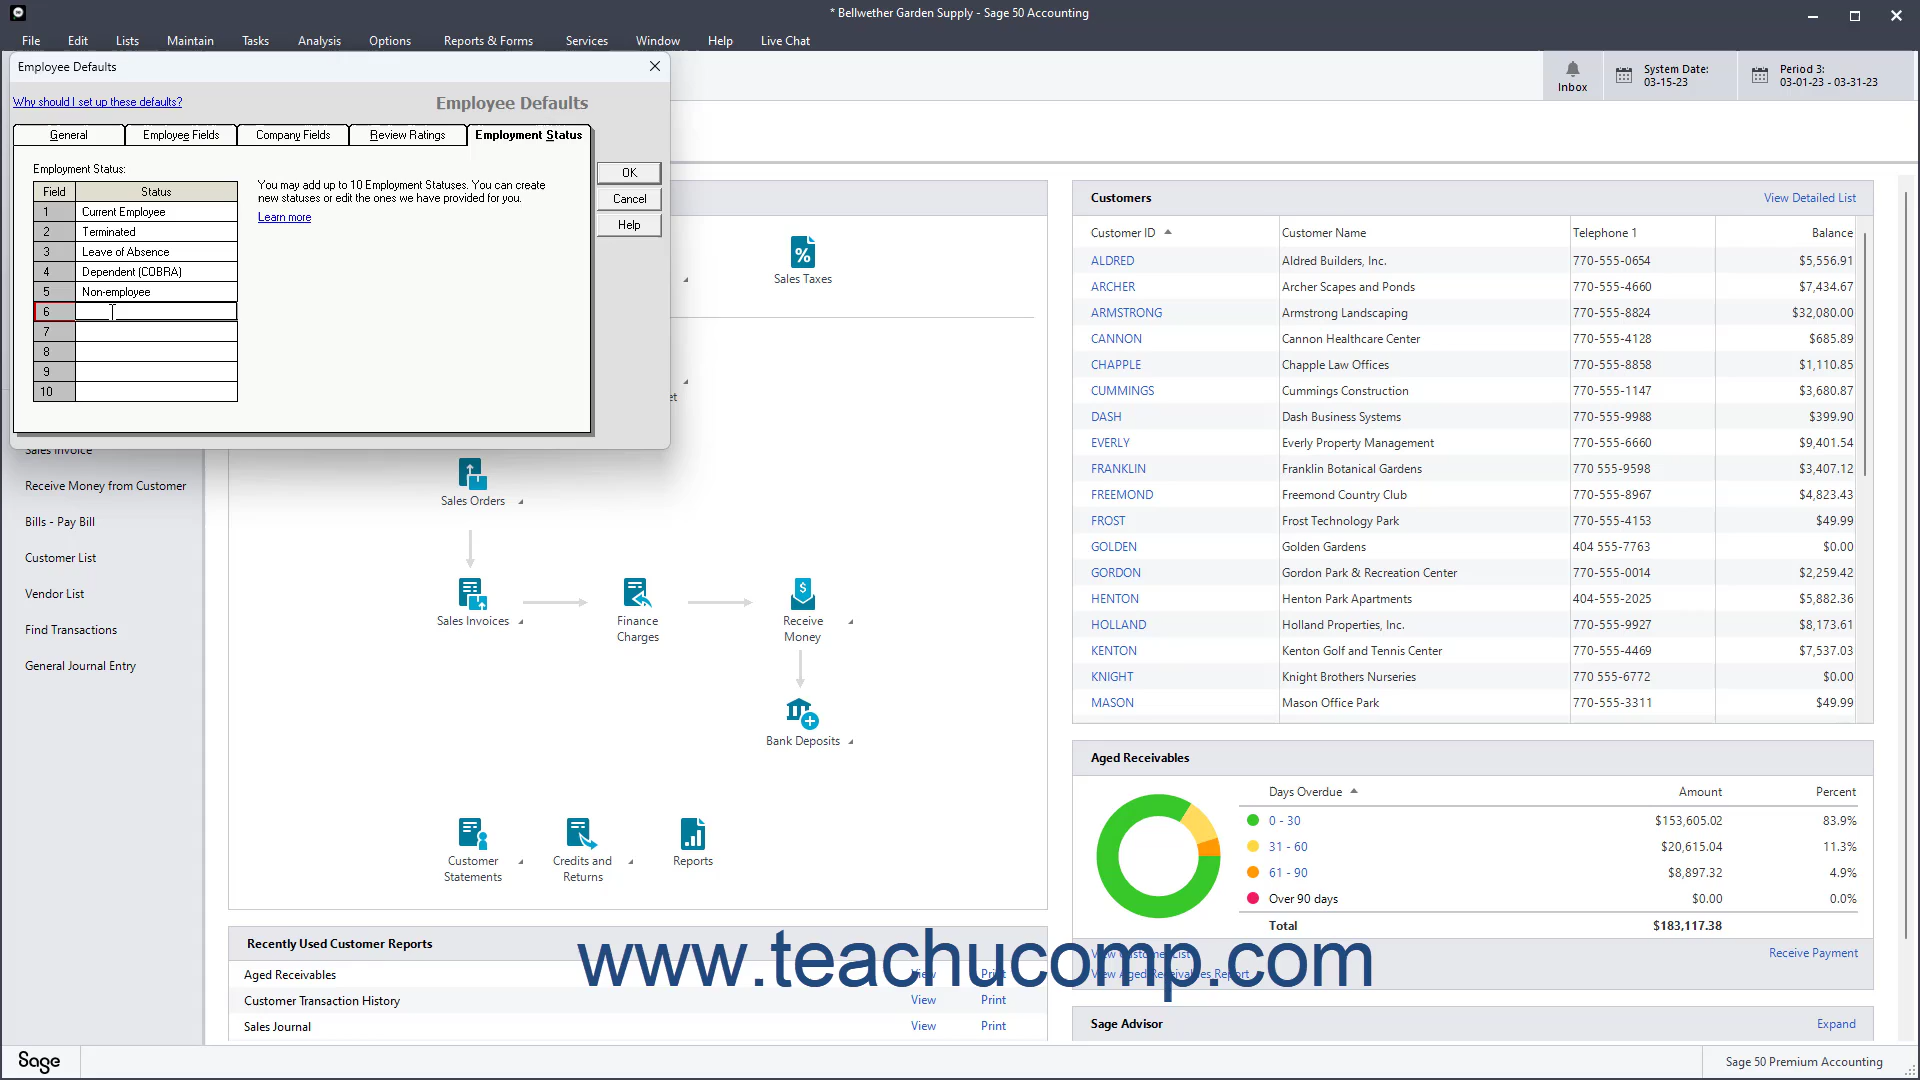 * Bellwether Garden Supply - Sage 50 Accounting
File Edit Lists Maintain Tasks Analysis Options Reports & Forms Services Window Help Live Chat
Employee Defaults
Why should I set up these defaults?
Employee Defaults
General Employee Fields Company Fields Review Ratings Employment Status
Employment Status:
Field Status
1 Current Employee
2 Terminated
3 Leave of Absence
4 Dependent (COBRA)
5 Non-employee
6
7
8
9
10
You may add up to 10 Employment Statuses. You can create
new statuses or edit the ones we have provided for you.
Learn more
OK
Cancel
Help
Inbox
System Date:
03-15-23
Period 3:
03-01-23 - 03-31-23
Sales Invoice
Receive Money from Customer
Bills - Pay Bill
Customer List
Vendor List
Find Transactions
General Journal Entry
Sales Taxes
et
Sales Orders
Sales Invoices
Finance
Charges
Receive
Money
Bank Deposits
Customer
Statements
Credits and
Returns
Reports
Recently Used Customer Reports
Aged Receivables View Print
Customer Transaction History View Print
Sales Journal View Print
Customers View Detailed List
Customer ID Customer Name Telephone 1 Balance
ALDRED Aldred Builders, Inc. 770-555-0654 $5,556.91
ARCHER Archer Scapes and Ponds 770-555-4660 $7,434.67
ARMSTRONG Armstrong Landscaping 770-555-8824 $32,080.00
CANNON Cannon Healthcare Center 770-555-4128 $685.89
CHAPPLE Chapple Law Offices 770-555-8858 $1,110.85
CUMMINGS Cummings Construction 770-555-1147 $3,680.87
DASH Dash Business Systems 770-555-9988 $399.90
EVERLY Everly Property Management 770-555-6660 $9,401.54
FRANKLIN Franklin Botanical Gardens 770 555-9598 $3,407.12
FREEMOND Freemond Country Club 770-555-8967 $4,823.43
FROST Frost Technology Park 770-555-4153 $49.99
GOLDEN Golden Gardens 404 555-7763 $0.00
GORDON Gordon Park & Recreation Center 770-555-0014 $2,259.42
HENTON Henton Park Apartments 404-555-2025 $5,882.36
HOLLAND Holland Properties, Inc. 770-555-9927 $8,173.61
KENTON Kenton Golf and Tennis Center 770-555-4469 $7,537.03
KNIGHT Knight Brothers Nurseries 770 555-6772 $0.00
MASON Mason Office Park 770-555-3311 $49.99
Aged Receivables
Days Overdue Amount Percent
0 - 30 $153,605.02 83.9%
31 - 60 $20,615.04 11.3%
61 - 90 $8,897.32 4.9%
Over 90 days $0.00 0.0%
Total $183,117.38
View Customer List Receive Payment
View Aged Receivables Report
Sage Advisor Expand
www.teachucomp.com
Sage
Sage 50 Premium Accounting